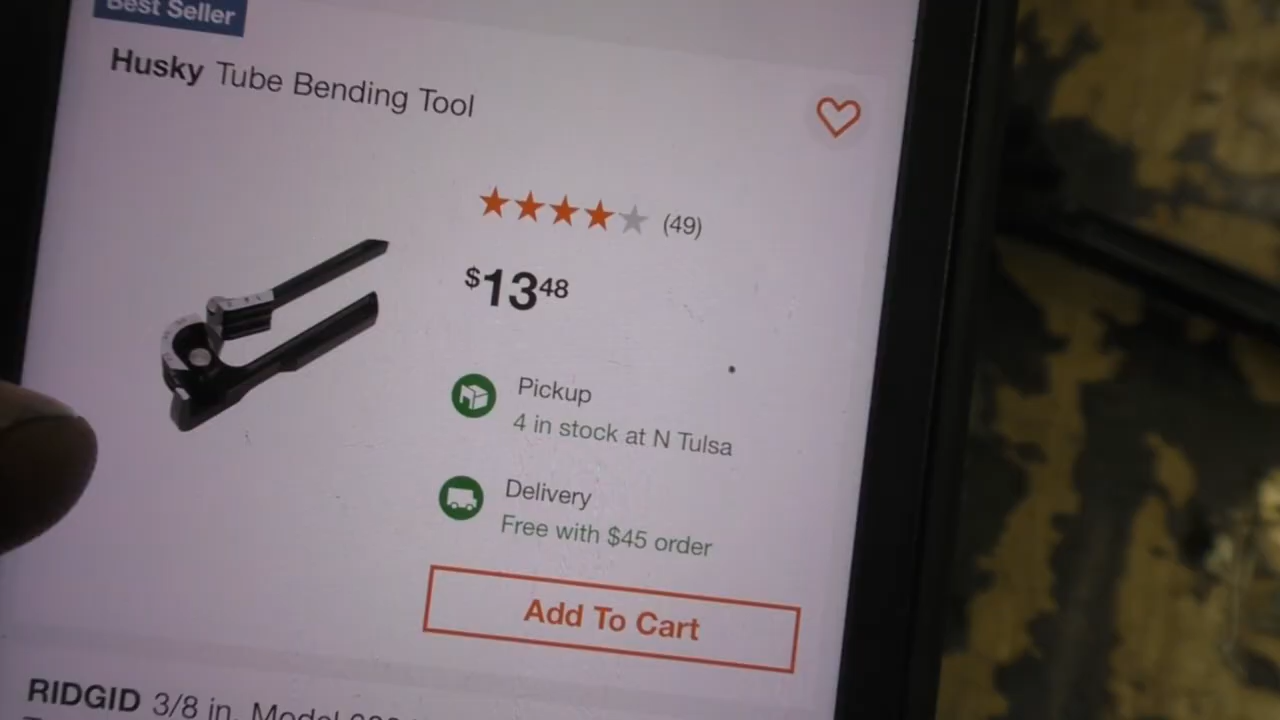 Best Seller
Husky Tube Bending Tool
(49)
$13 48
Pickup
4 in stock at N Tulsa
Delivery
Free with $45 order
Add To Cart
RIDGID 3/8 in. Model